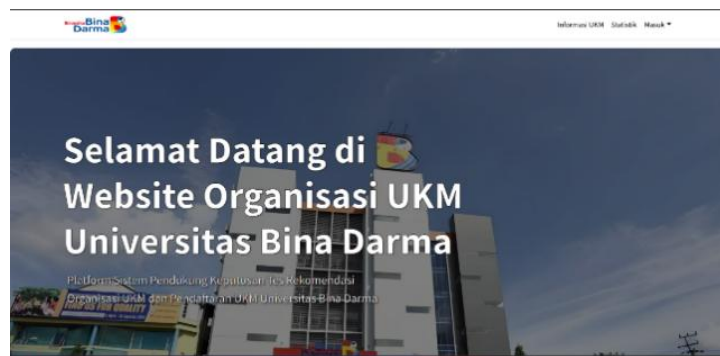 Bina
Darma
Informasi UKM Statistik Masuk
Selamat Datang di
Website Organisasi UKM
Universitas Bina Darma
Platform Sistem Pendukung Keputusan Tes Rekomendasi
Organisasi UKM dan Pendaftaran UKM Universitas Bina Darma